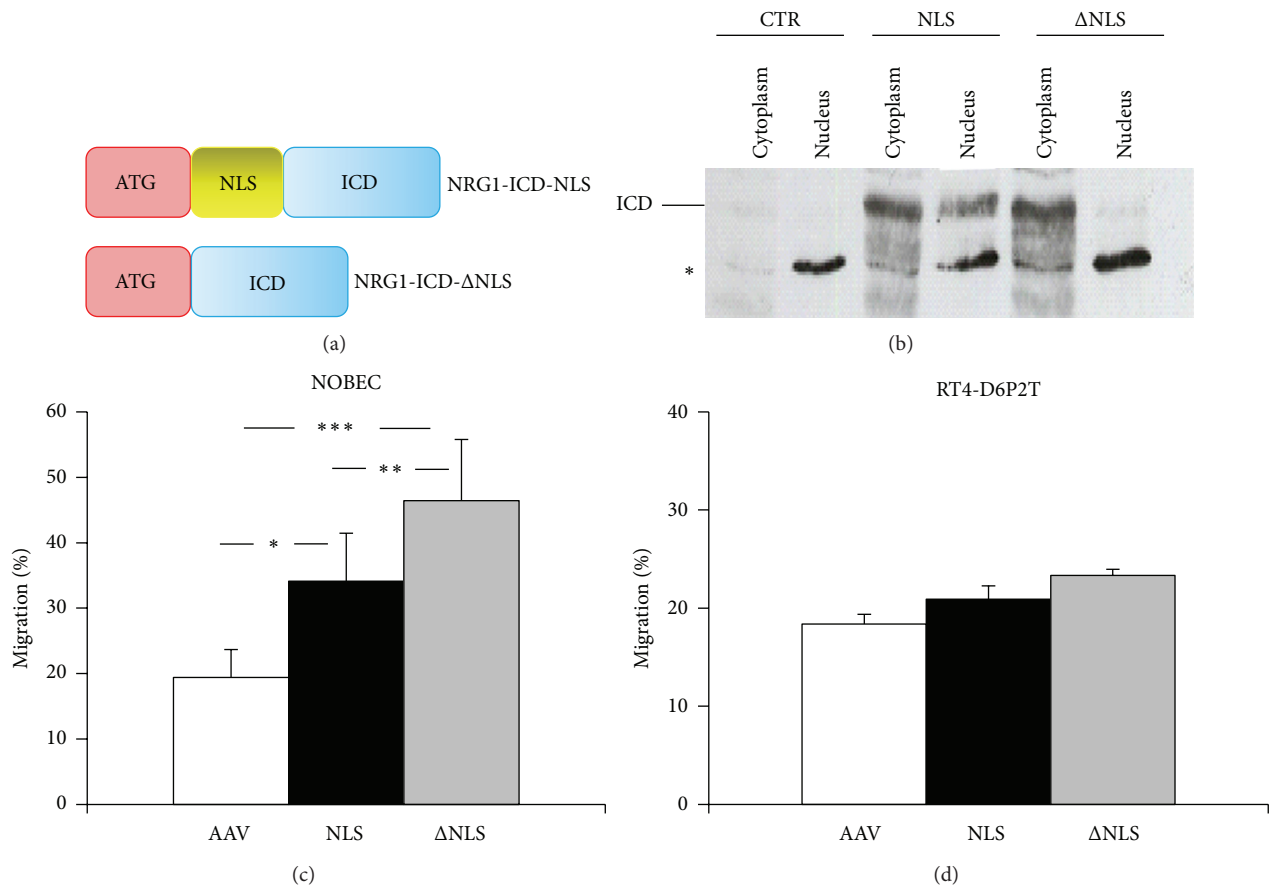 ATG NLS ICD NRG1-ICD-NLS
ATG ICD NRG1-ICD-ΔNLS
(a)
CTR NLS ΔNLS
Cytoplasm Nucleus Cytoplasm Nucleus Cytoplasm Nucleus
ICD
*
(b)
NOBEC
Migration (%)
60
50
40
30
20
10
0
***
**
*
AAV NLS ΔNLS
(c)
RT4-D6P2T
Migration (%)
40
30
20
10
0
AAV NLS ΔNLS
(d)